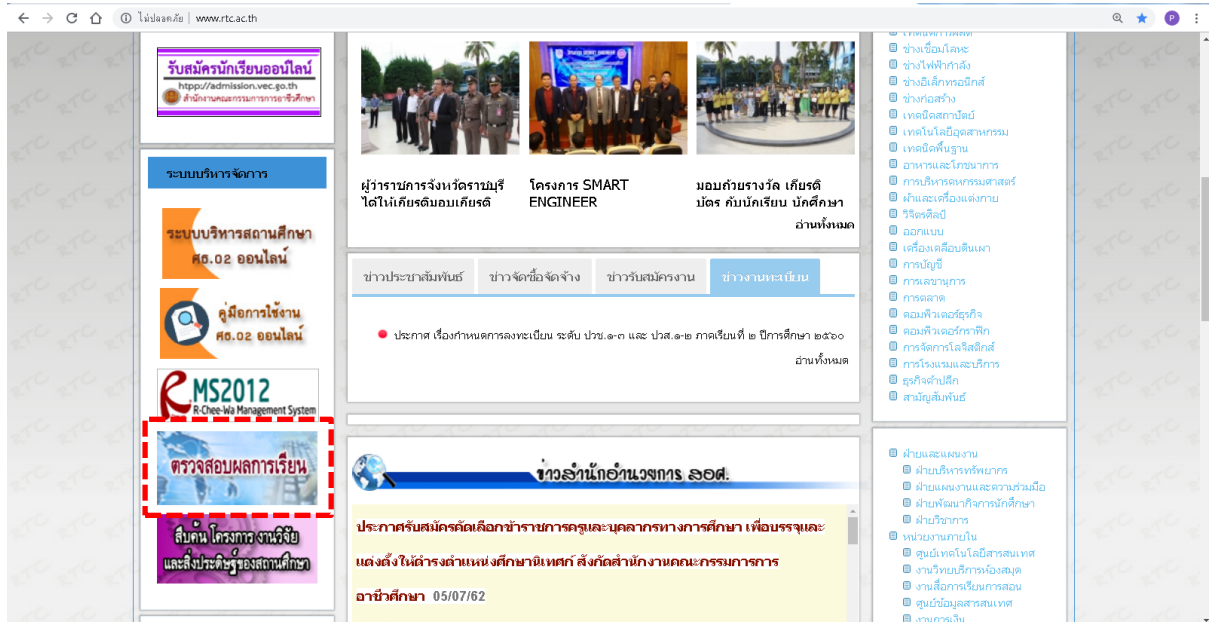 ไม่ปลอดภัย | www.rtc.ac.th
P
รับสมัครนักเรียนออนไลน์
htpp://admission.vec.go.th
สำนักงานคณะกรรมการการอาชีวศึกษา
ระบบบริหารจัดการ
ระบบบริหารสถานศึกษา
ศธ.02 ออนไลน์
คู่มือการใช้งาน
ศธ.02 ออนไลน์
RMS2012
R-Chee-Wa Management System
ตรวจสอบผลการเรียน
สืบค้น โครงการ งานวิจัย
และสิ่งประดิษฐ์ของสถานศึกษา
ผู้ว่าราชการจังหวัดราชบุรี
ได้ให้เกียรติมอบเกียรติ
โครงการ SMART
ENGINEER
มอบถ้วยรางวัล เกียรติ
บัตร กับนักเรียน นักศึกษา
อ่านทั้งหมด
ข่าวประชาสัมพันธ์ ข่าวจัดซื้อจัดจ้าง ข่าวรับสมัครงาน ข่าวงานทะเบียน
ประกาศ เรื่องกำหนดการลงทะเบียน ระดับ ปวช.๑-๓ และ ปวส.๑-๒ ภาคเรียนที่ ๒ ปีการศึกษา ๒๕๖๐
อ่านทั้งหมด
ข่าวสำนักอำนวยการ สอศ.
ประกาศรับสมัครคัดเลือกข้าราชการครูและบุคลากรทางการศึกษา เพื่อบรรจุและ
แต่งตั้งให้ดำรงตำแหน่งศึกษานิเทศก์ สังกัดสำนักงานคณะกรรมการการ
อาชีวศึกษา 05/07/62
เทคนิคการผลิต
ช่างเชื่อมโลหะ
ช่างไฟฟ้ากำลัง
ช่างอิเล็กทรอนิกส์
ช่างก่อสร้าง
เทคนิคสถาปัตย์
เทคโนโลยีอุตสาหกรรม
เทคนิคพื้นฐาน
อาหารและโภชนาการ
การบริหารคหกรรมศาสตร์
ผ้าและเครื่องแต่งกาย
วิจิตรศิลป์
ออกแบบ
เครื่องเคลือบดินเผา
การบัญชี
การเลขานุการ
การตลาด
คอมพิวเตอร์ธุรกิจ
คอมพิวเตอร์กราฟิก
การจัดการโลจิสติกส์
การโรงแรมและบริการ
ธุรกิจค้าปลีก
สามัญสัมพันธ์
ฝ่ายและแผนงาน
ฝ่ายบริหารทรัพยากร
ฝ่ายแผนงานและความร่วมมือ
ฝ่ายพัฒนากิจการนักศึกษา
ฝ่ายวิชาการ
หน่วยงานภายใน
ศูนย์เทคโนโลยีสารสนเทศ
งานวิทยบริการห้องสมุด
งานสื่อการเรียนการสอน
ศูนย์ข้อมูลสารสนเทศ
งานการเงิน